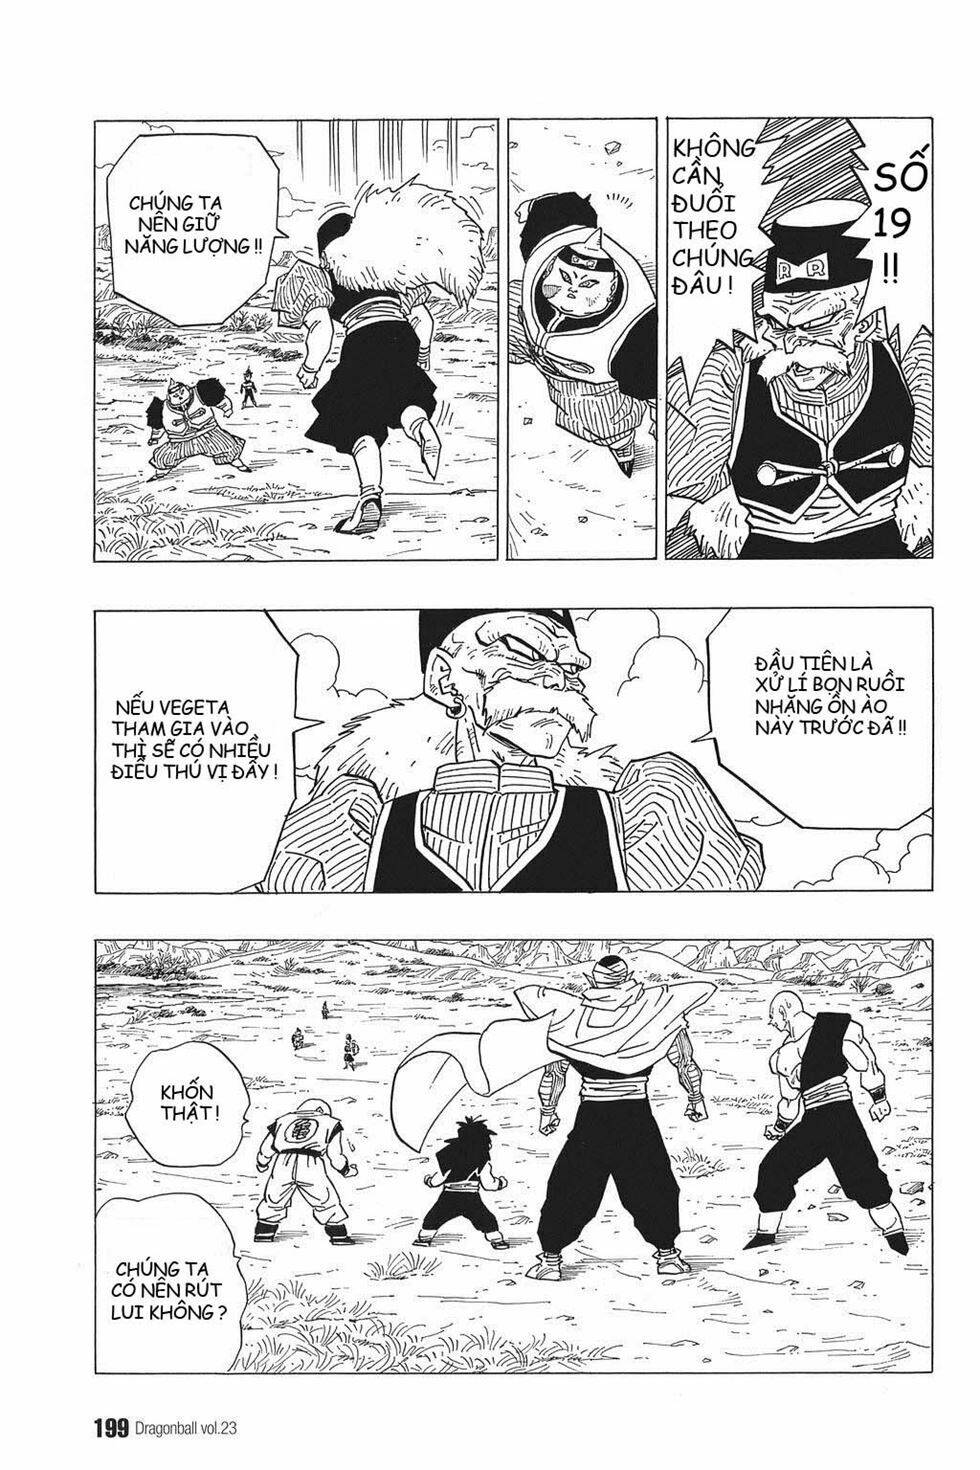 SỐ
19
!!
KHÔNG
CẦN
ĐUỔI
THEO
CHÚNG
ĐÂU!
R R
CHÚNG TA
NÊN GIỮ
NĂNG LƯỢNG!!
ĐẦU TIÊN LÀ
XỬ LÍ BỌN RUỒI
NHẶNG ỒN ÀO
NÀY TRƯỚC ĐÃ!!
NẾU VEGETA
THAM GIA VÀO
THÌ SẼ CÓ NHIỀU
ĐIỀU THÚ VỊ ĐẤY!
KHỐN
THẬT!
CHÚNG TA
CÓ NÊN RÚT
LUI KHÔNG?
199 Dragonball vol.23